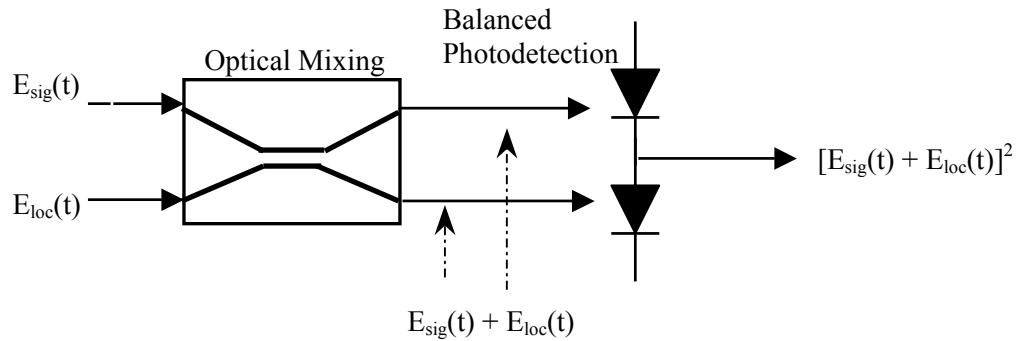 Balanced
Photodetection
Optical Mixing
E_sig(t)
[E_sig(t) + E_loc(t)]²
E_loc(t)
E_sig(t) + E_loc(t)